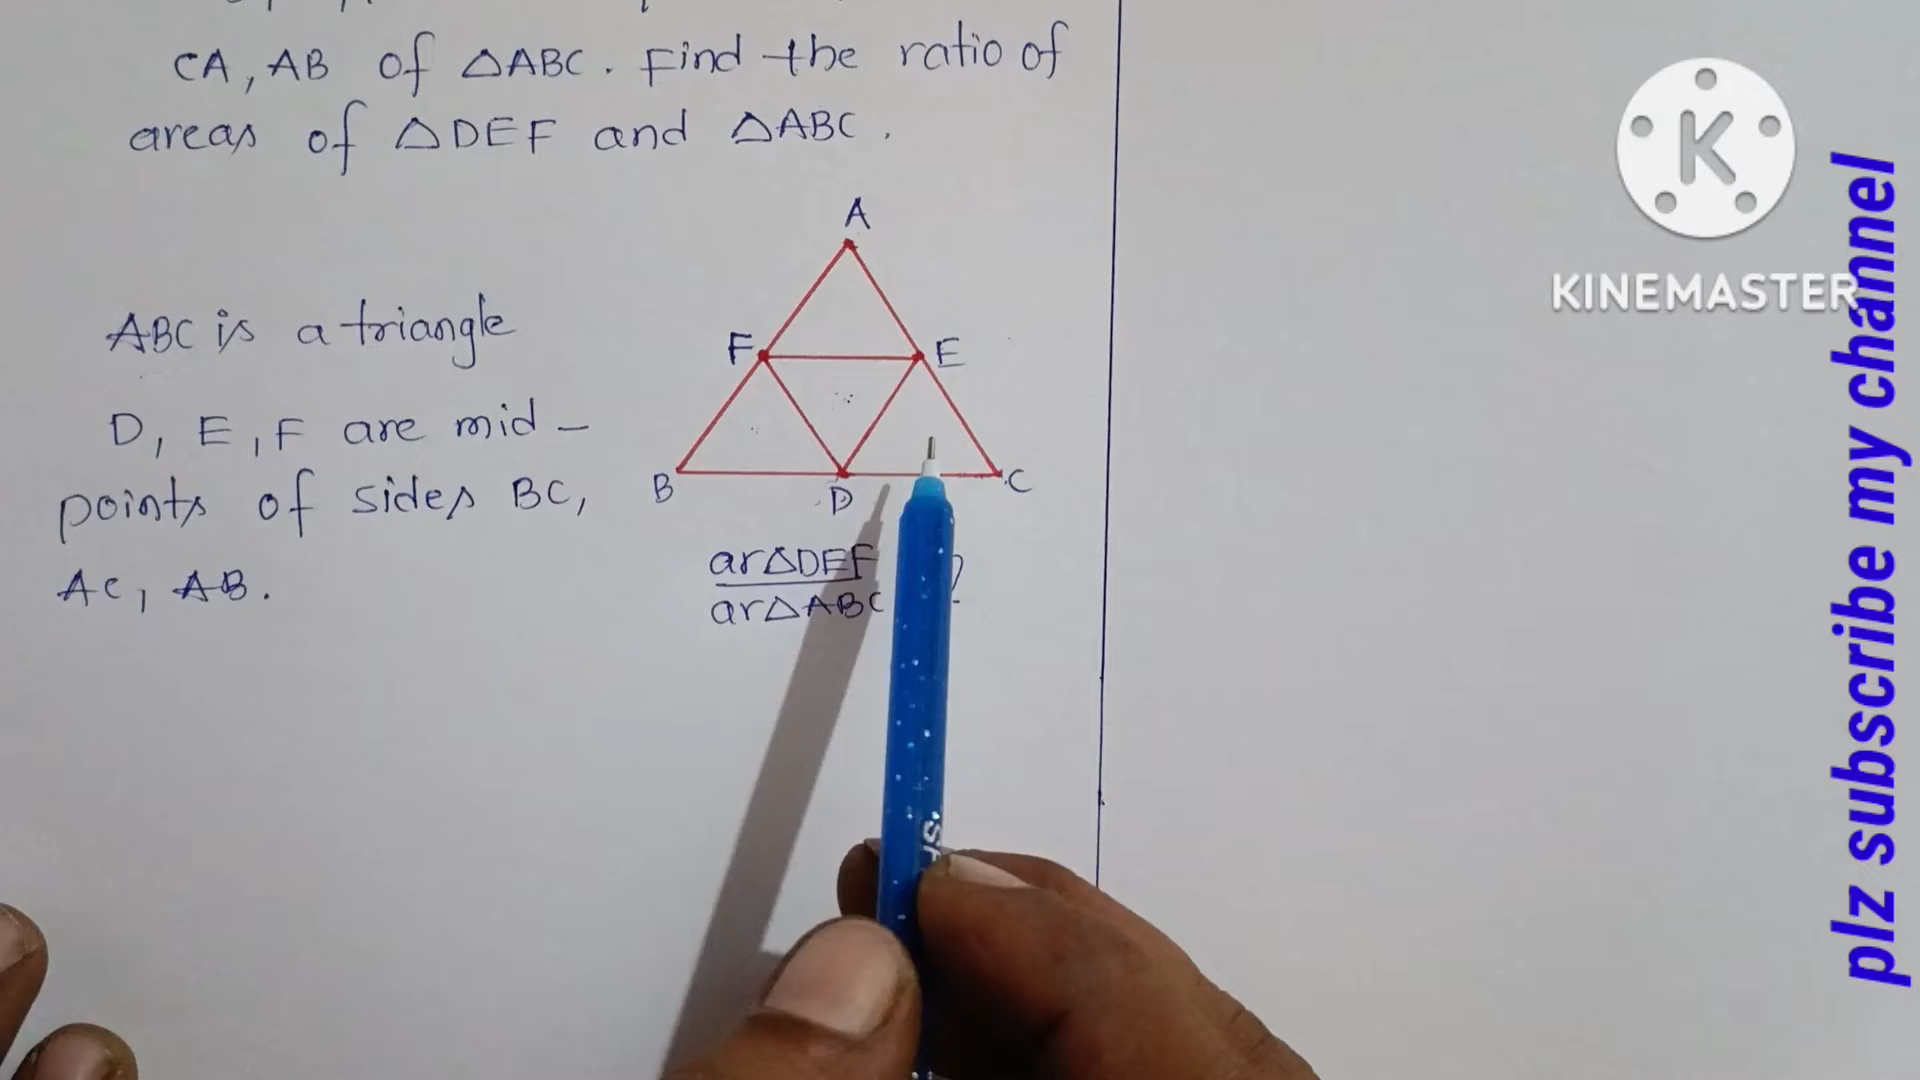 CA, AB of △ABC. Find the ratio of
areas of △DEF and △ABC.
A
F
E
B
D
C
ABC is a triangle
D, E, F are mid-
points of sides BC,
AC, AB.
ar△DEF
ar△ABC
?
KINEMASTER
plz subscribe my channel